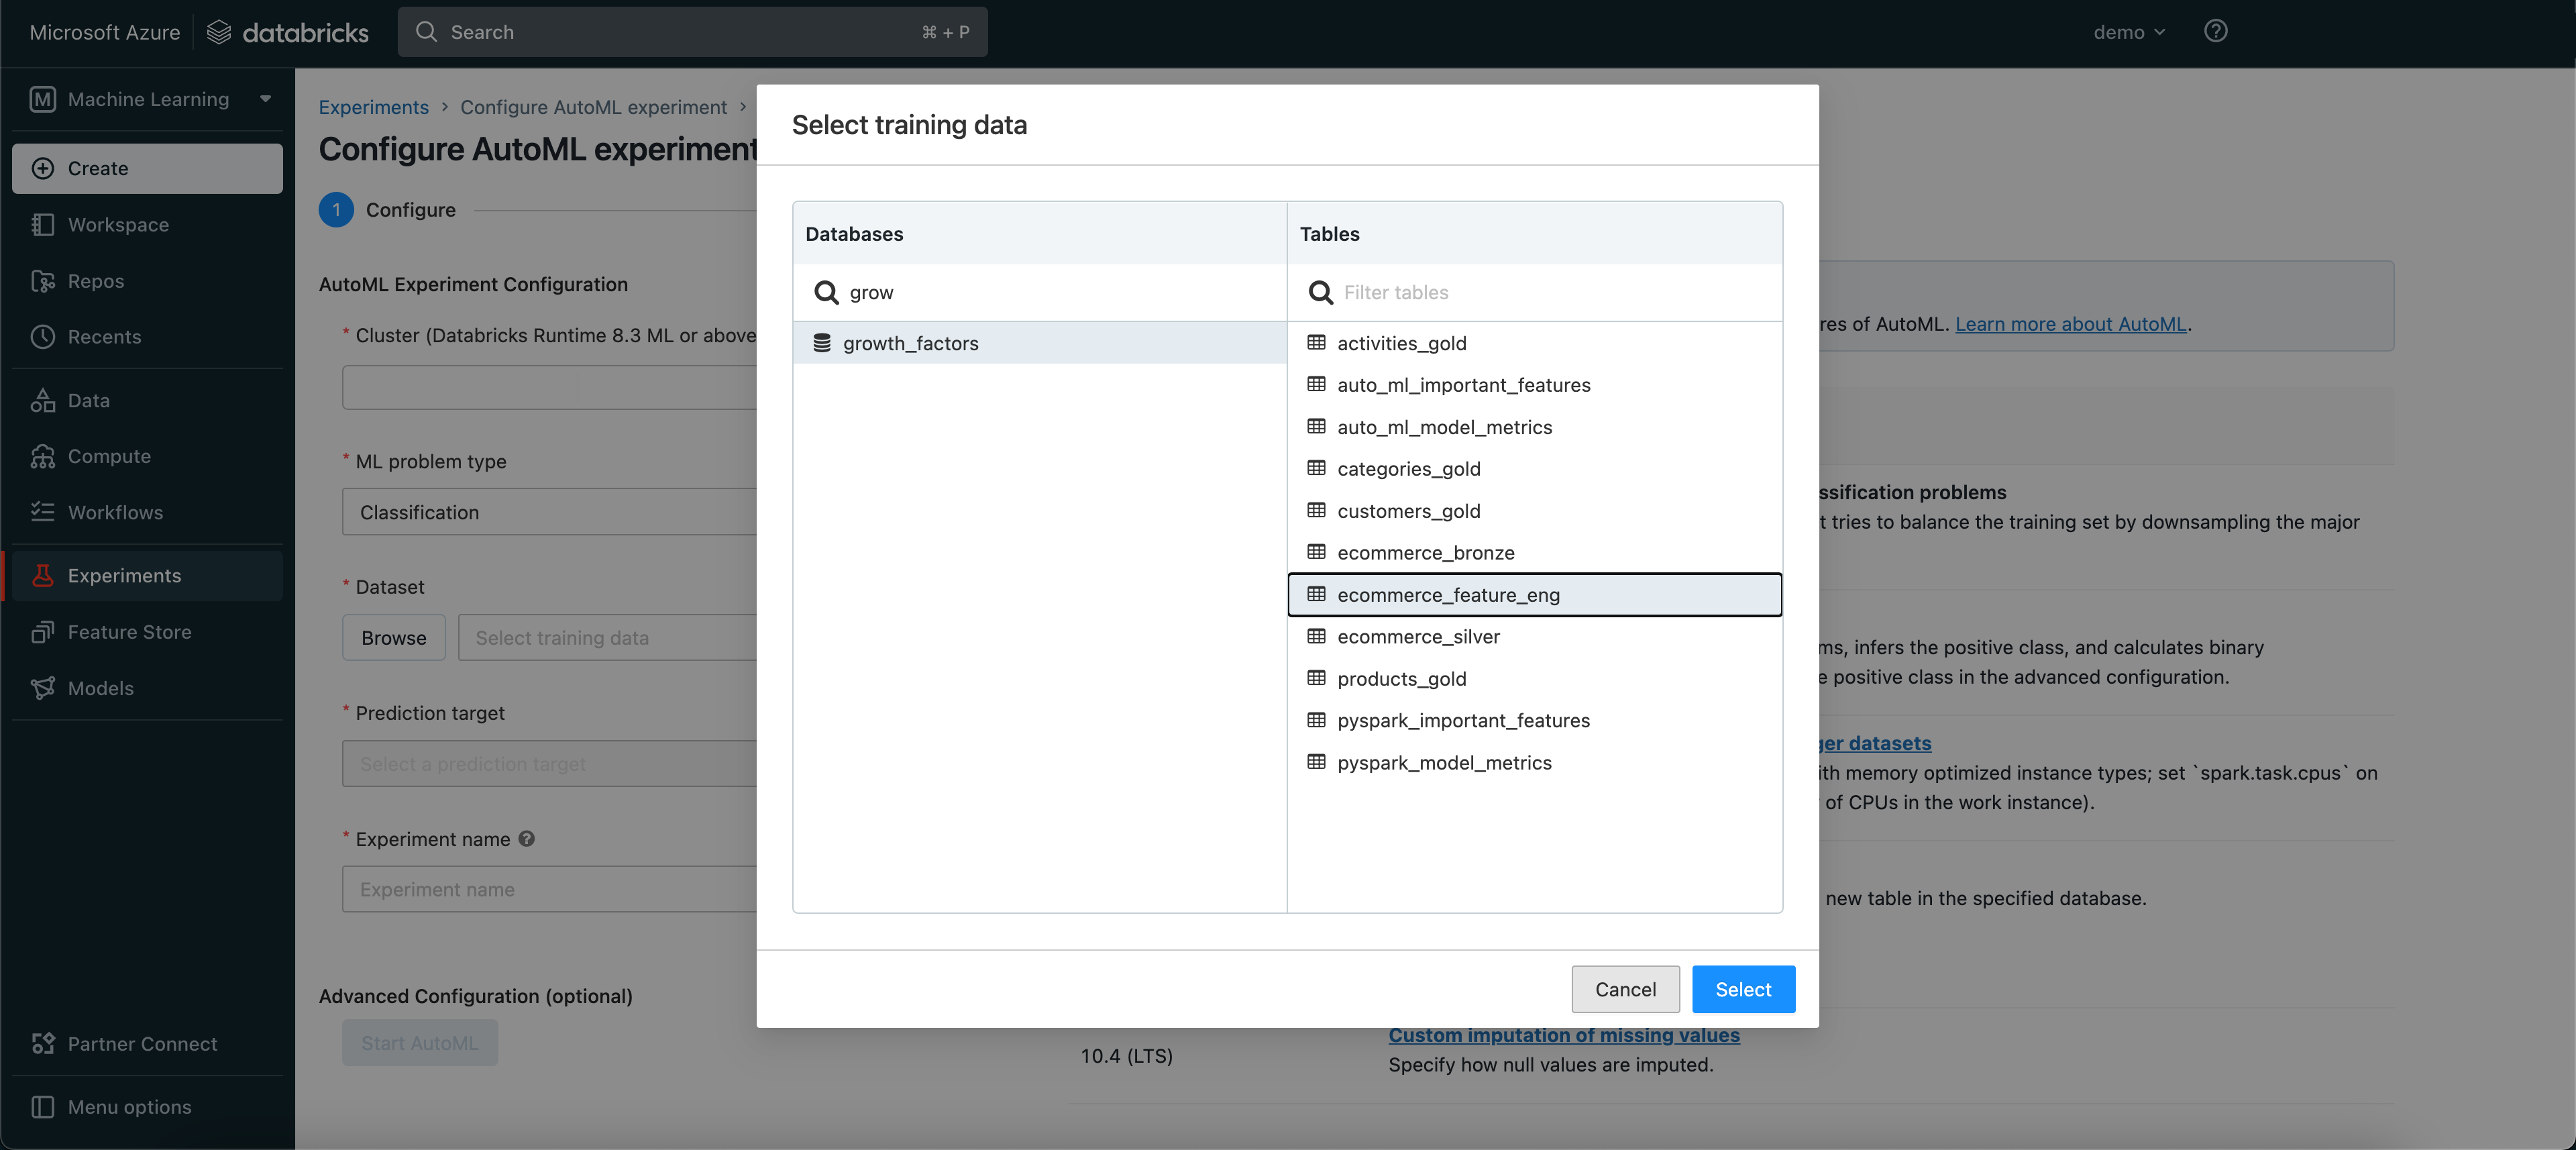 Microsoft Azure
databricks
Search
⌘ + P
demo
M
Machine Learning
Create
Workspace
Repos
Recents
Data
Compute
Workflows
Experiments
Feature Store
Models
Partner Connect
Menu options
Experiments > Configure AutoML experiment >
Configure AutoML experiment
1
Configure
AutoML Experiment Configuration
* Cluster (Databricks Runtime 8.3 ML or above
* ML problem type
Classification
* Dataset
Browse
Select training data
* Prediction target
Select a prediction target
* Experiment name ?
Experiment name
Advanced Configuration (optional)
Start AutoML
Select training data
Databases
grow
growth_factors
Tables
Filter tables
activities_gold
auto_ml_important_features
auto_ml_model_metrics
categories_gold
customers_gold
ecommerce_bronze
ecommerce_feature_eng
ecommerce_silver
products_gold
pyspark_important_features
pyspark_model_metrics
Cancel
Select
res of AutoML. Learn more about AutoML.
ssification problems
t tries to balance the training set by downsampling the major
ms, infers the positive class, and calculates binary
e positive class in the advanced configuration.
ger datasets
ith memory optimized instance types; set `spark.task.cpus` on
of CPUs in the work instance).
new table in the specified database.
10.4 (LTS)
Custom imputation of missing values
Specify how null values are imputed.